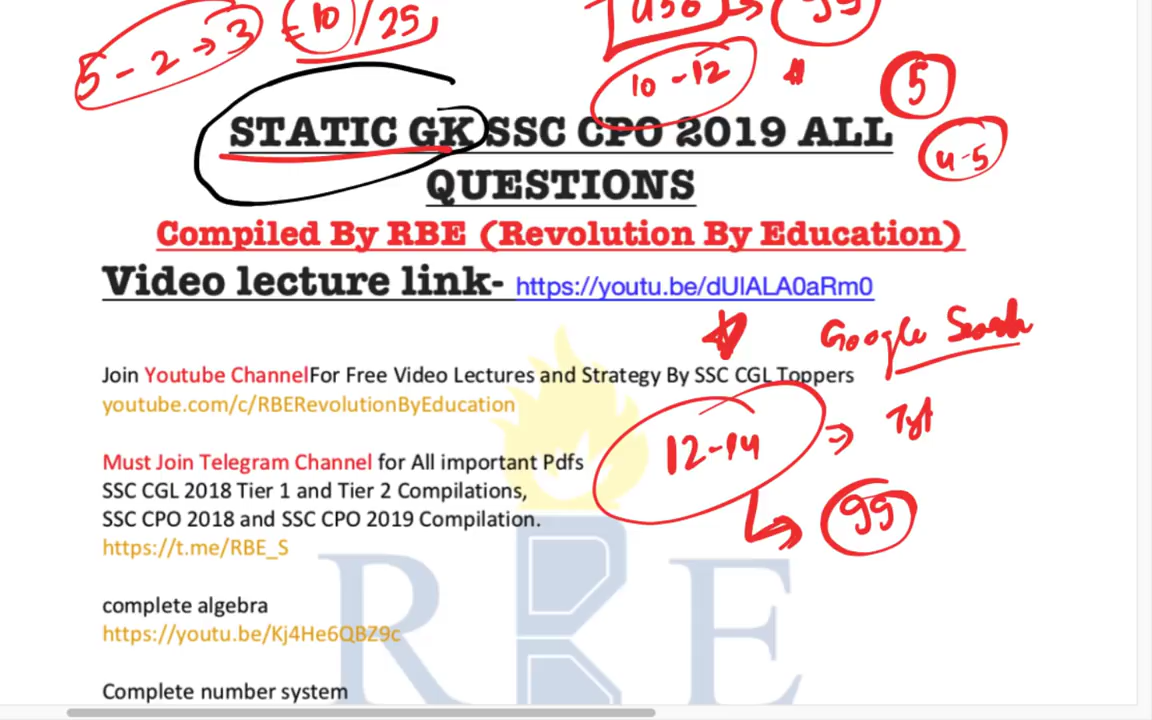 5 - 2 → 3 10/25
10 - 12
5
STATIC GK SSC CPO 2019 ALL
4-5
QUESTIONS
Compiled By RBE (Revolution By Education)
Video lecture link- https://youtu.be/dUlALA0aRm0
Google Search
Join Youtube ChannelFor Free Video Lectures and Strategy By SSC CGL Toppers
youtube.com/c/RBERevolutionByEducation
12-14 ⇒
Must Join Telegram Channel for All important Pdfs
SSC CGL 2018 Tier 1 and Tier 2 Compilations,
99
SSC CPO 2018 and SSC CPO 2019 Compilation.
https://t.me/RBE_S
RBE
complete algebra
https://youtu.be/Kj4He6QBZ9c
Complete number system